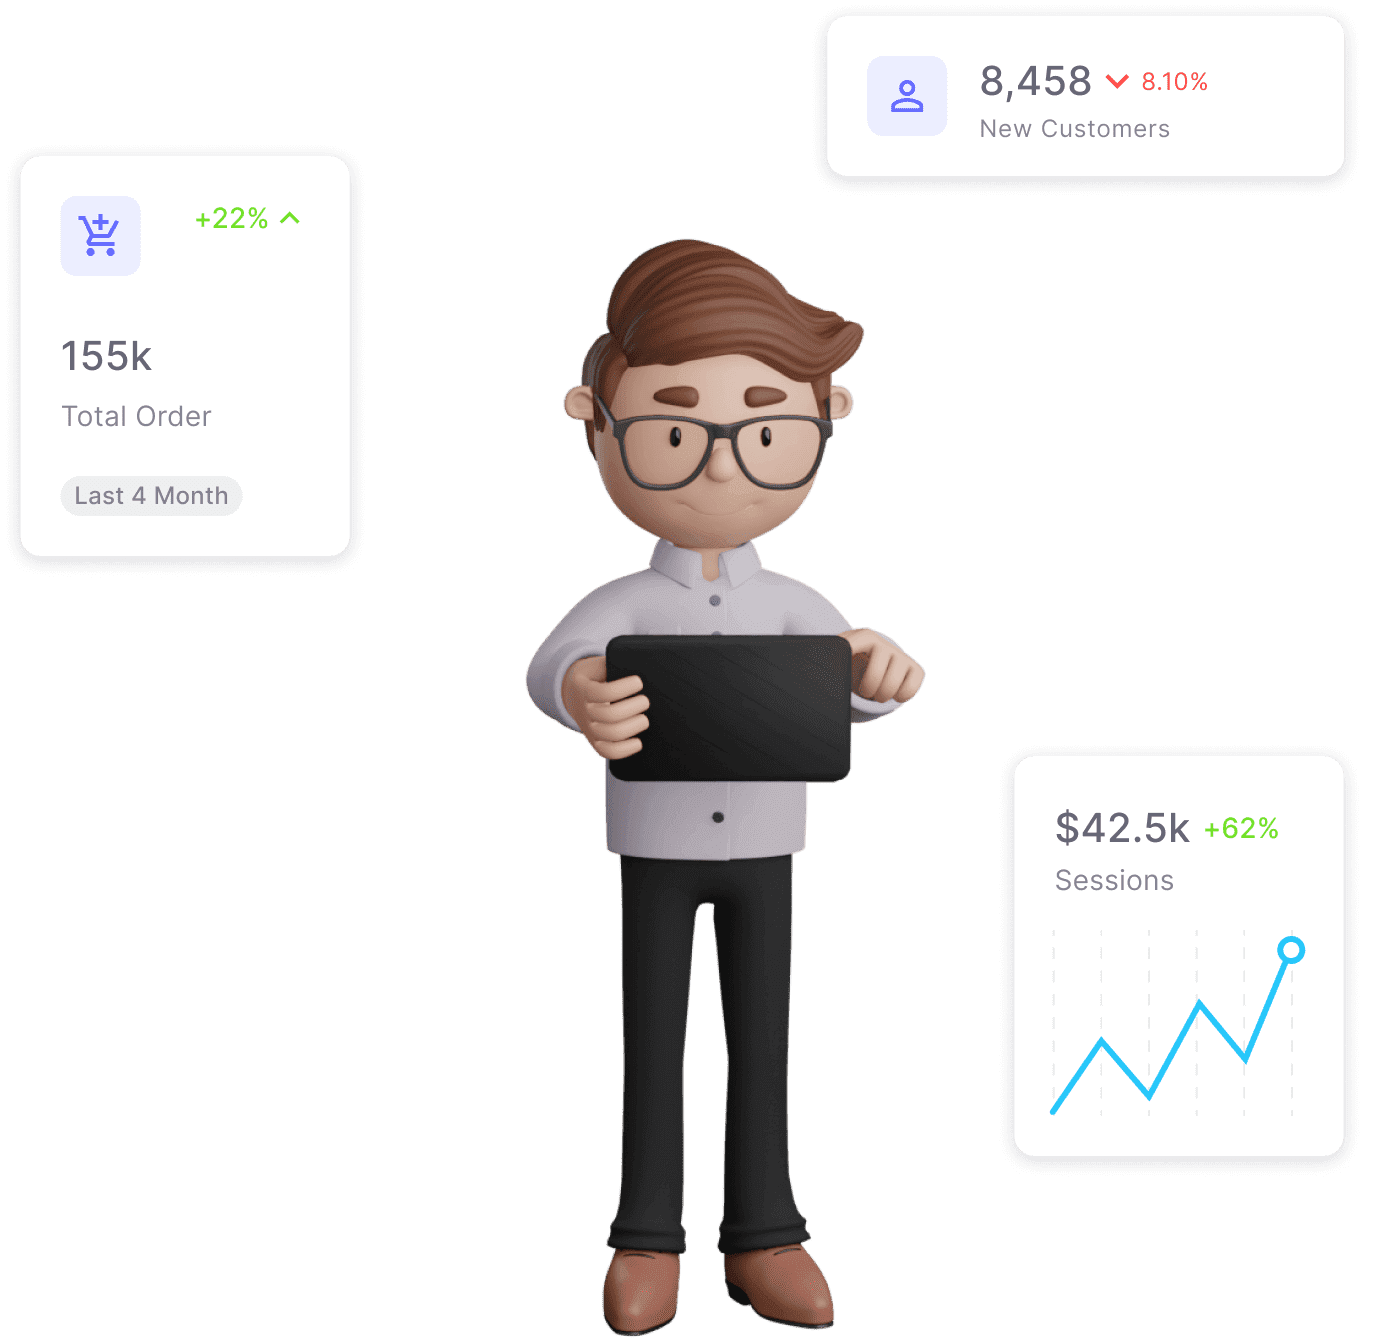 8,458 8.10%
New Customers
+22%
155k
Total Order
Last 4 Month
$42.5k +62%
Sessions